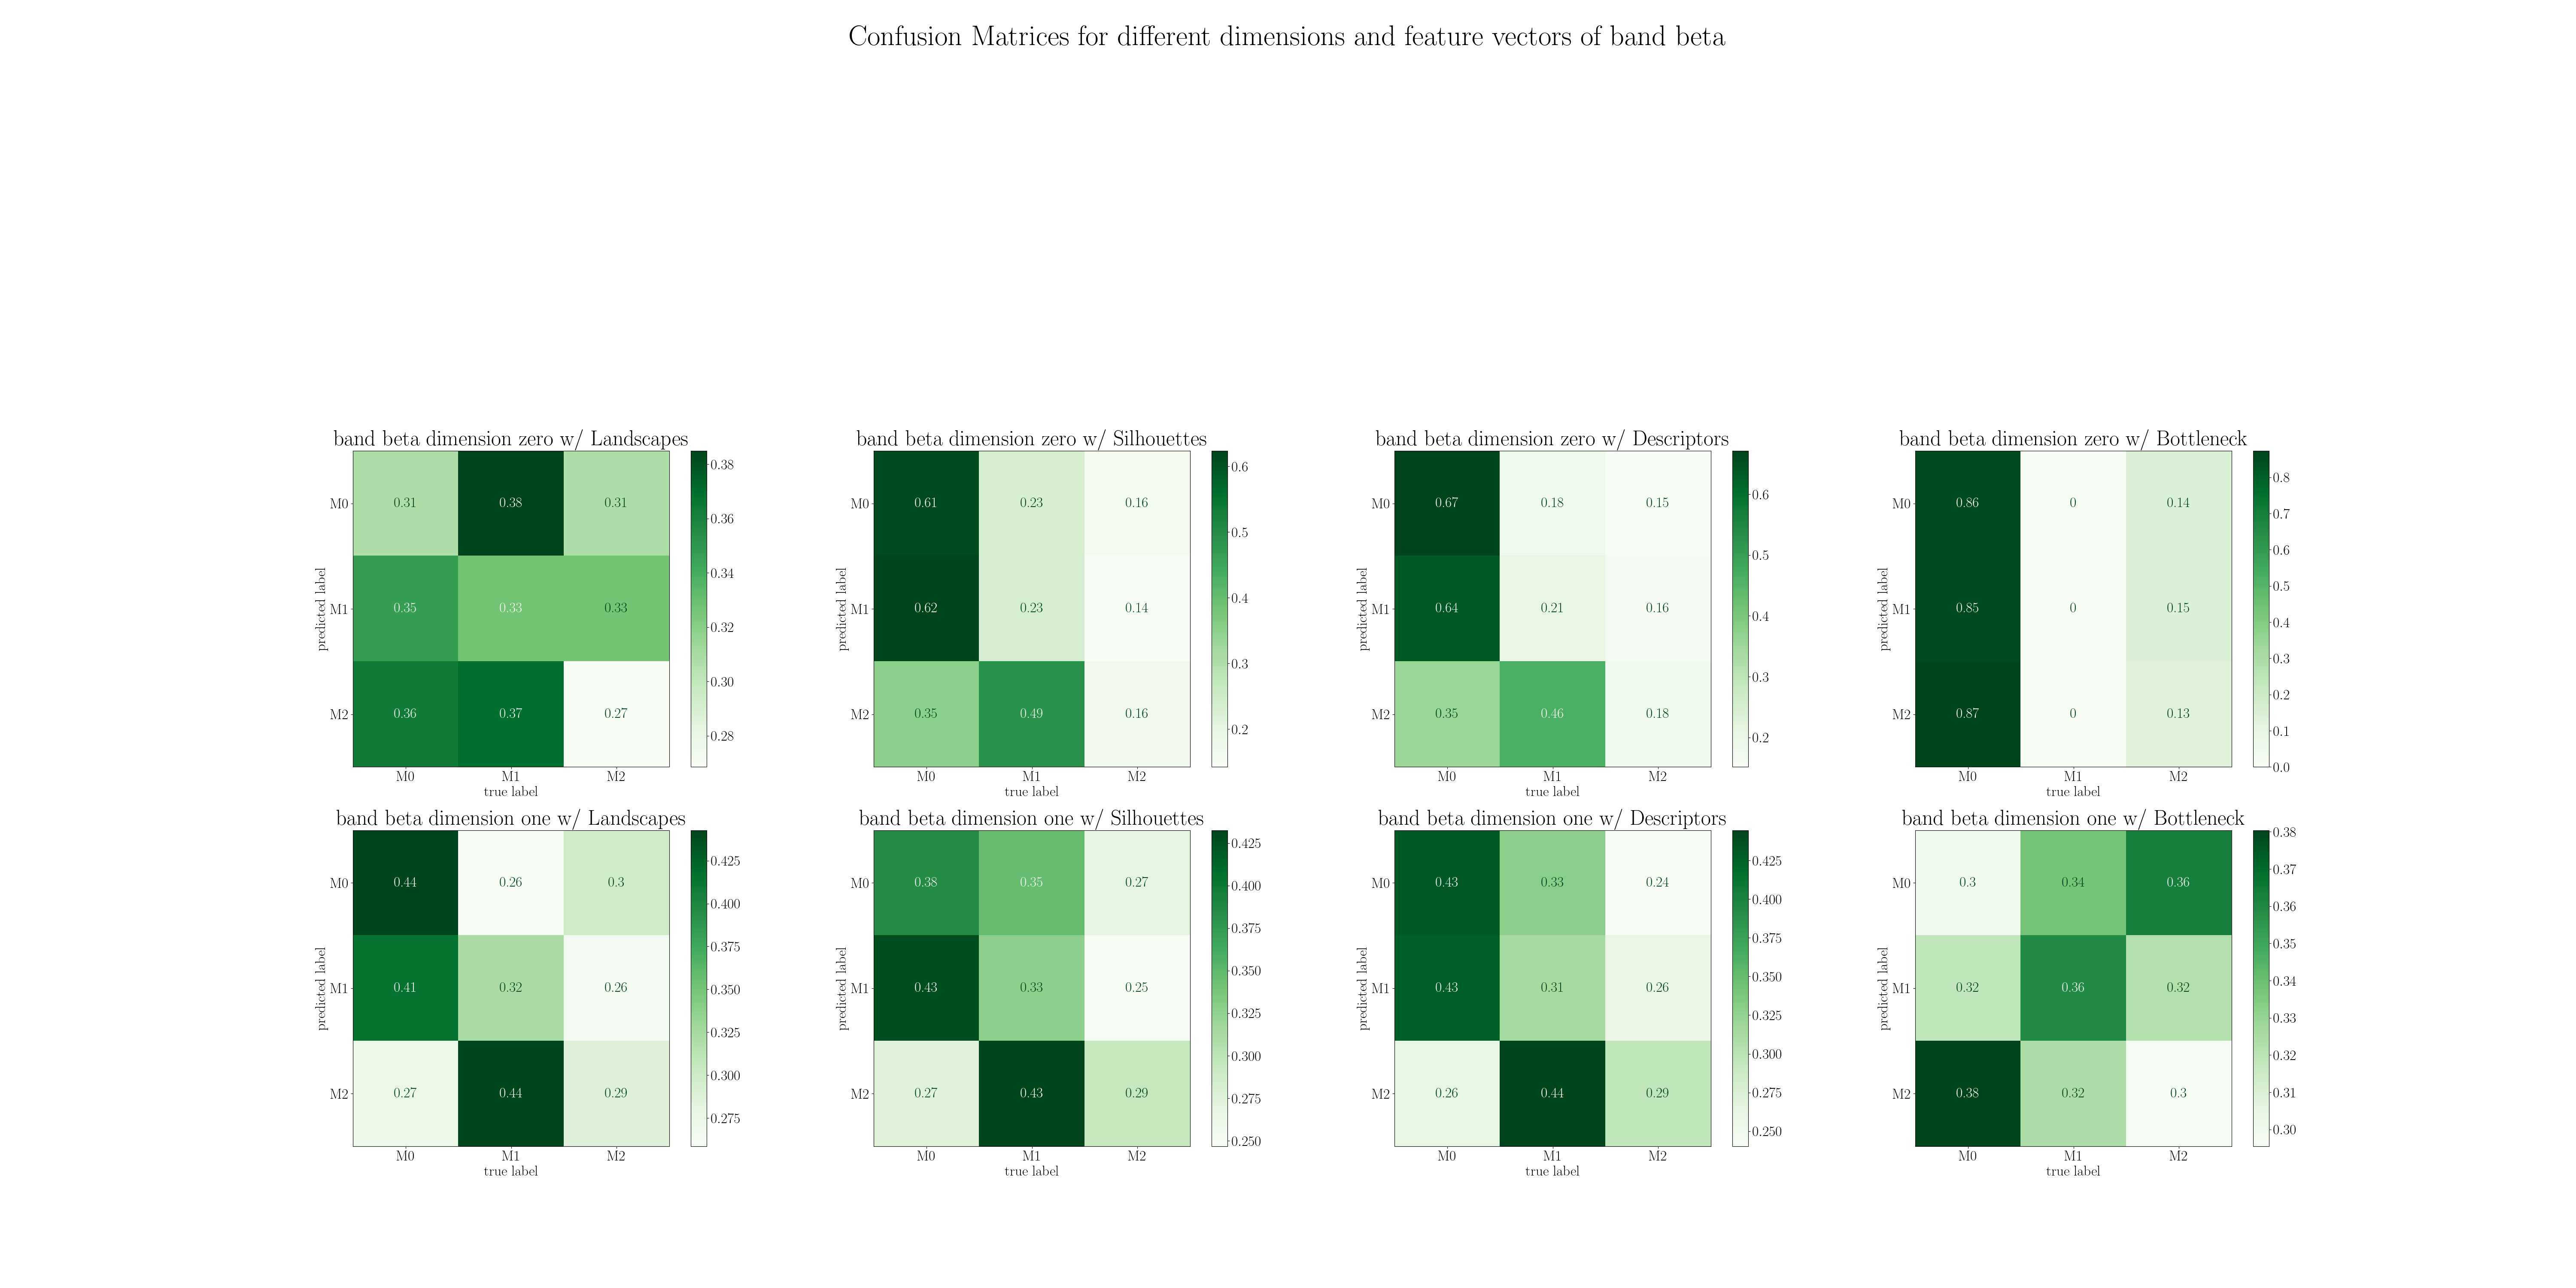 Confusion Matrices for different dimensions and feature vectors of band beta
band beta dimension zero w/ Landscapes
predicted label
M0 0.31 0.38 0.31
M1 0.35 0.33 0.33
M2 0.36 0.37 0.27
M0 M1 M2
true label
0.38
0.36
0.34
0.32
0.30
0.28
band beta dimension zero w/ Silhouettes
predicted label
M0 0.61 0.23 0.16
M1 0.62 0.23 0.14
M2 0.35 0.49 0.16
M0 M1 M2
true label
0.6
0.5
0.4
0.3
0.2
band beta dimension zero w/ Descriptors
predicted label
M0 0.67 0.18 0.15
M1 0.64 0.21 0.16
M2 0.35 0.46 0.18
M0 M1 M2
true label
0.6
0.5
0.4
0.3
0.2
band beta dimension zero w/ Bottleneck
predicted label
M0 0.86 0 0.14
M1 0.85 0 0.15
M2 0.87 0 0.13
M0 M1 M2
true label
0.8
0.7
0.6
0.5
0.4
0.3
0.2
0.1
0.0
band beta dimension one w/ Landscapes
predicted label
M0 0.44 0.26 0.3
M1 0.41 0.32 0.26
M2 0.27 0.44 0.29
M0 M1 M2
true label
0.425
0.400
0.375
0.350
0.325
0.300
0.275
band beta dimension one w/ Silhouettes
predicted label
M0 0.38 0.35 0.27
M1 0.43 0.33 0.25
M2 0.27 0.43 0.29
M0 M1 M2
true label
0.425
0.400
0.375
0.350
0.325
0.300
0.275
0.250
band beta dimension one w/ Descriptors
predicted label
M0 0.43 0.33 0.24
M1 0.43 0.31 0.26
M2 0.26 0.44 0.29
M0 M1 M2
true label
0.425
0.400
0.375
0.350
0.325
0.300
0.275
0.250
band beta dimension one w/ Bottleneck
predicted label
M0 0.3 0.34 0.36
M1 0.32 0.36 0.32
M2 0.38 0.32 0.3
M0 M1 M2
true label
0.38
0.37
0.36
0.35
0.34
0.33
0.32
0.31
0.30